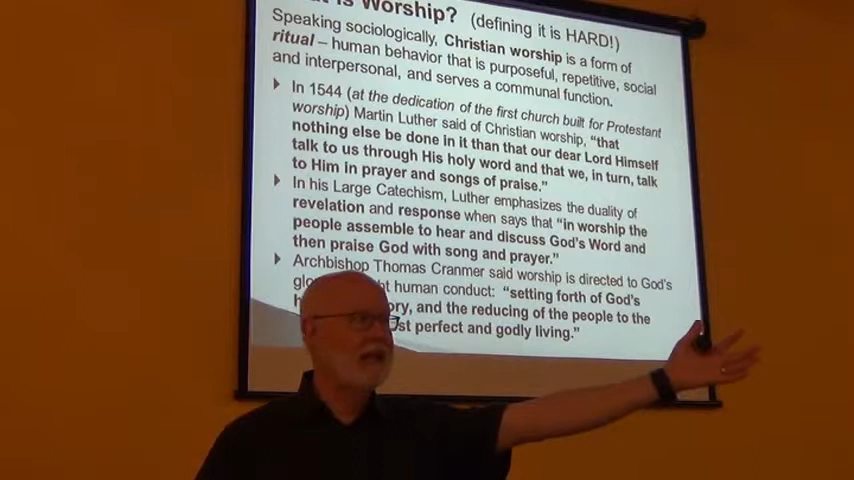 Is Worship? (defining it is HARD!)
Speaking sociologically, Christian worship is a form of
ritual – human behavior that is purposeful, repetitive, social
and interpersonal, and serves a communal function.
In 1544 (at the dedication of the first church built for Protestant
worship) Martin Luther said of Christian worship, "that
nothing else be done in it than that our dear Lord Himself
talk to us through His holy word and that we, in turn, talk
to Him in prayer and songs of praise."
In his Large Catechism, Luther emphasizes the duality of
revelation and response when says that "in worship the
people assemble to hear and discuss God's Word and
then praise God with song and prayer."
Archbishop Thomas Cranmer said worship is directed to God's
human conduct: "setting forth of God's
and the reducing of the people to the
perfect and godly living."